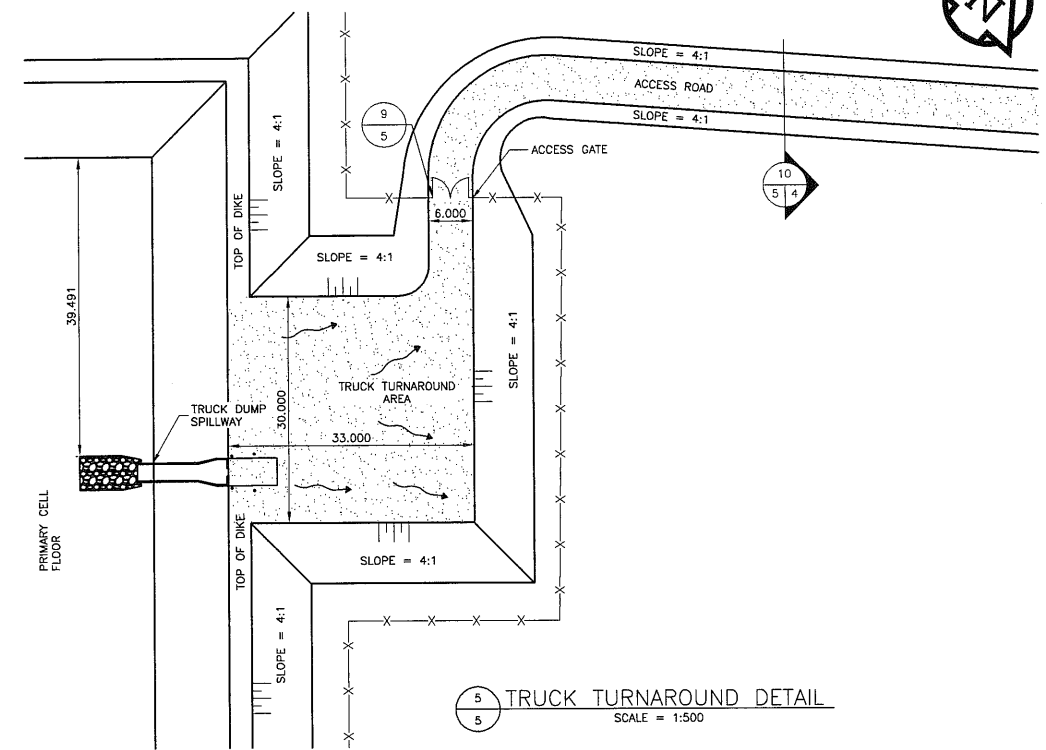 N
SLOPE = 4:1
ACCESS ROAD
SLOPE = 4:1
9
5
SLOPE = 4:1
ACCESS GATE
10
5 4
TOP OF DIKE
6.000
SLOPE = 4:1
39.491
SLOPE = 4:1
TRUCK TURNAROUND
AREA
30.000
TRUCK DUMP
SPILLWAY
33.000
PRIMARY CELL
FLOOR
TOP OF DIKE
SLOPE = 4:1
SLOPE = 4:1
5
5
TRUCK TURNAROUND DETAIL
SCALE = 1:500